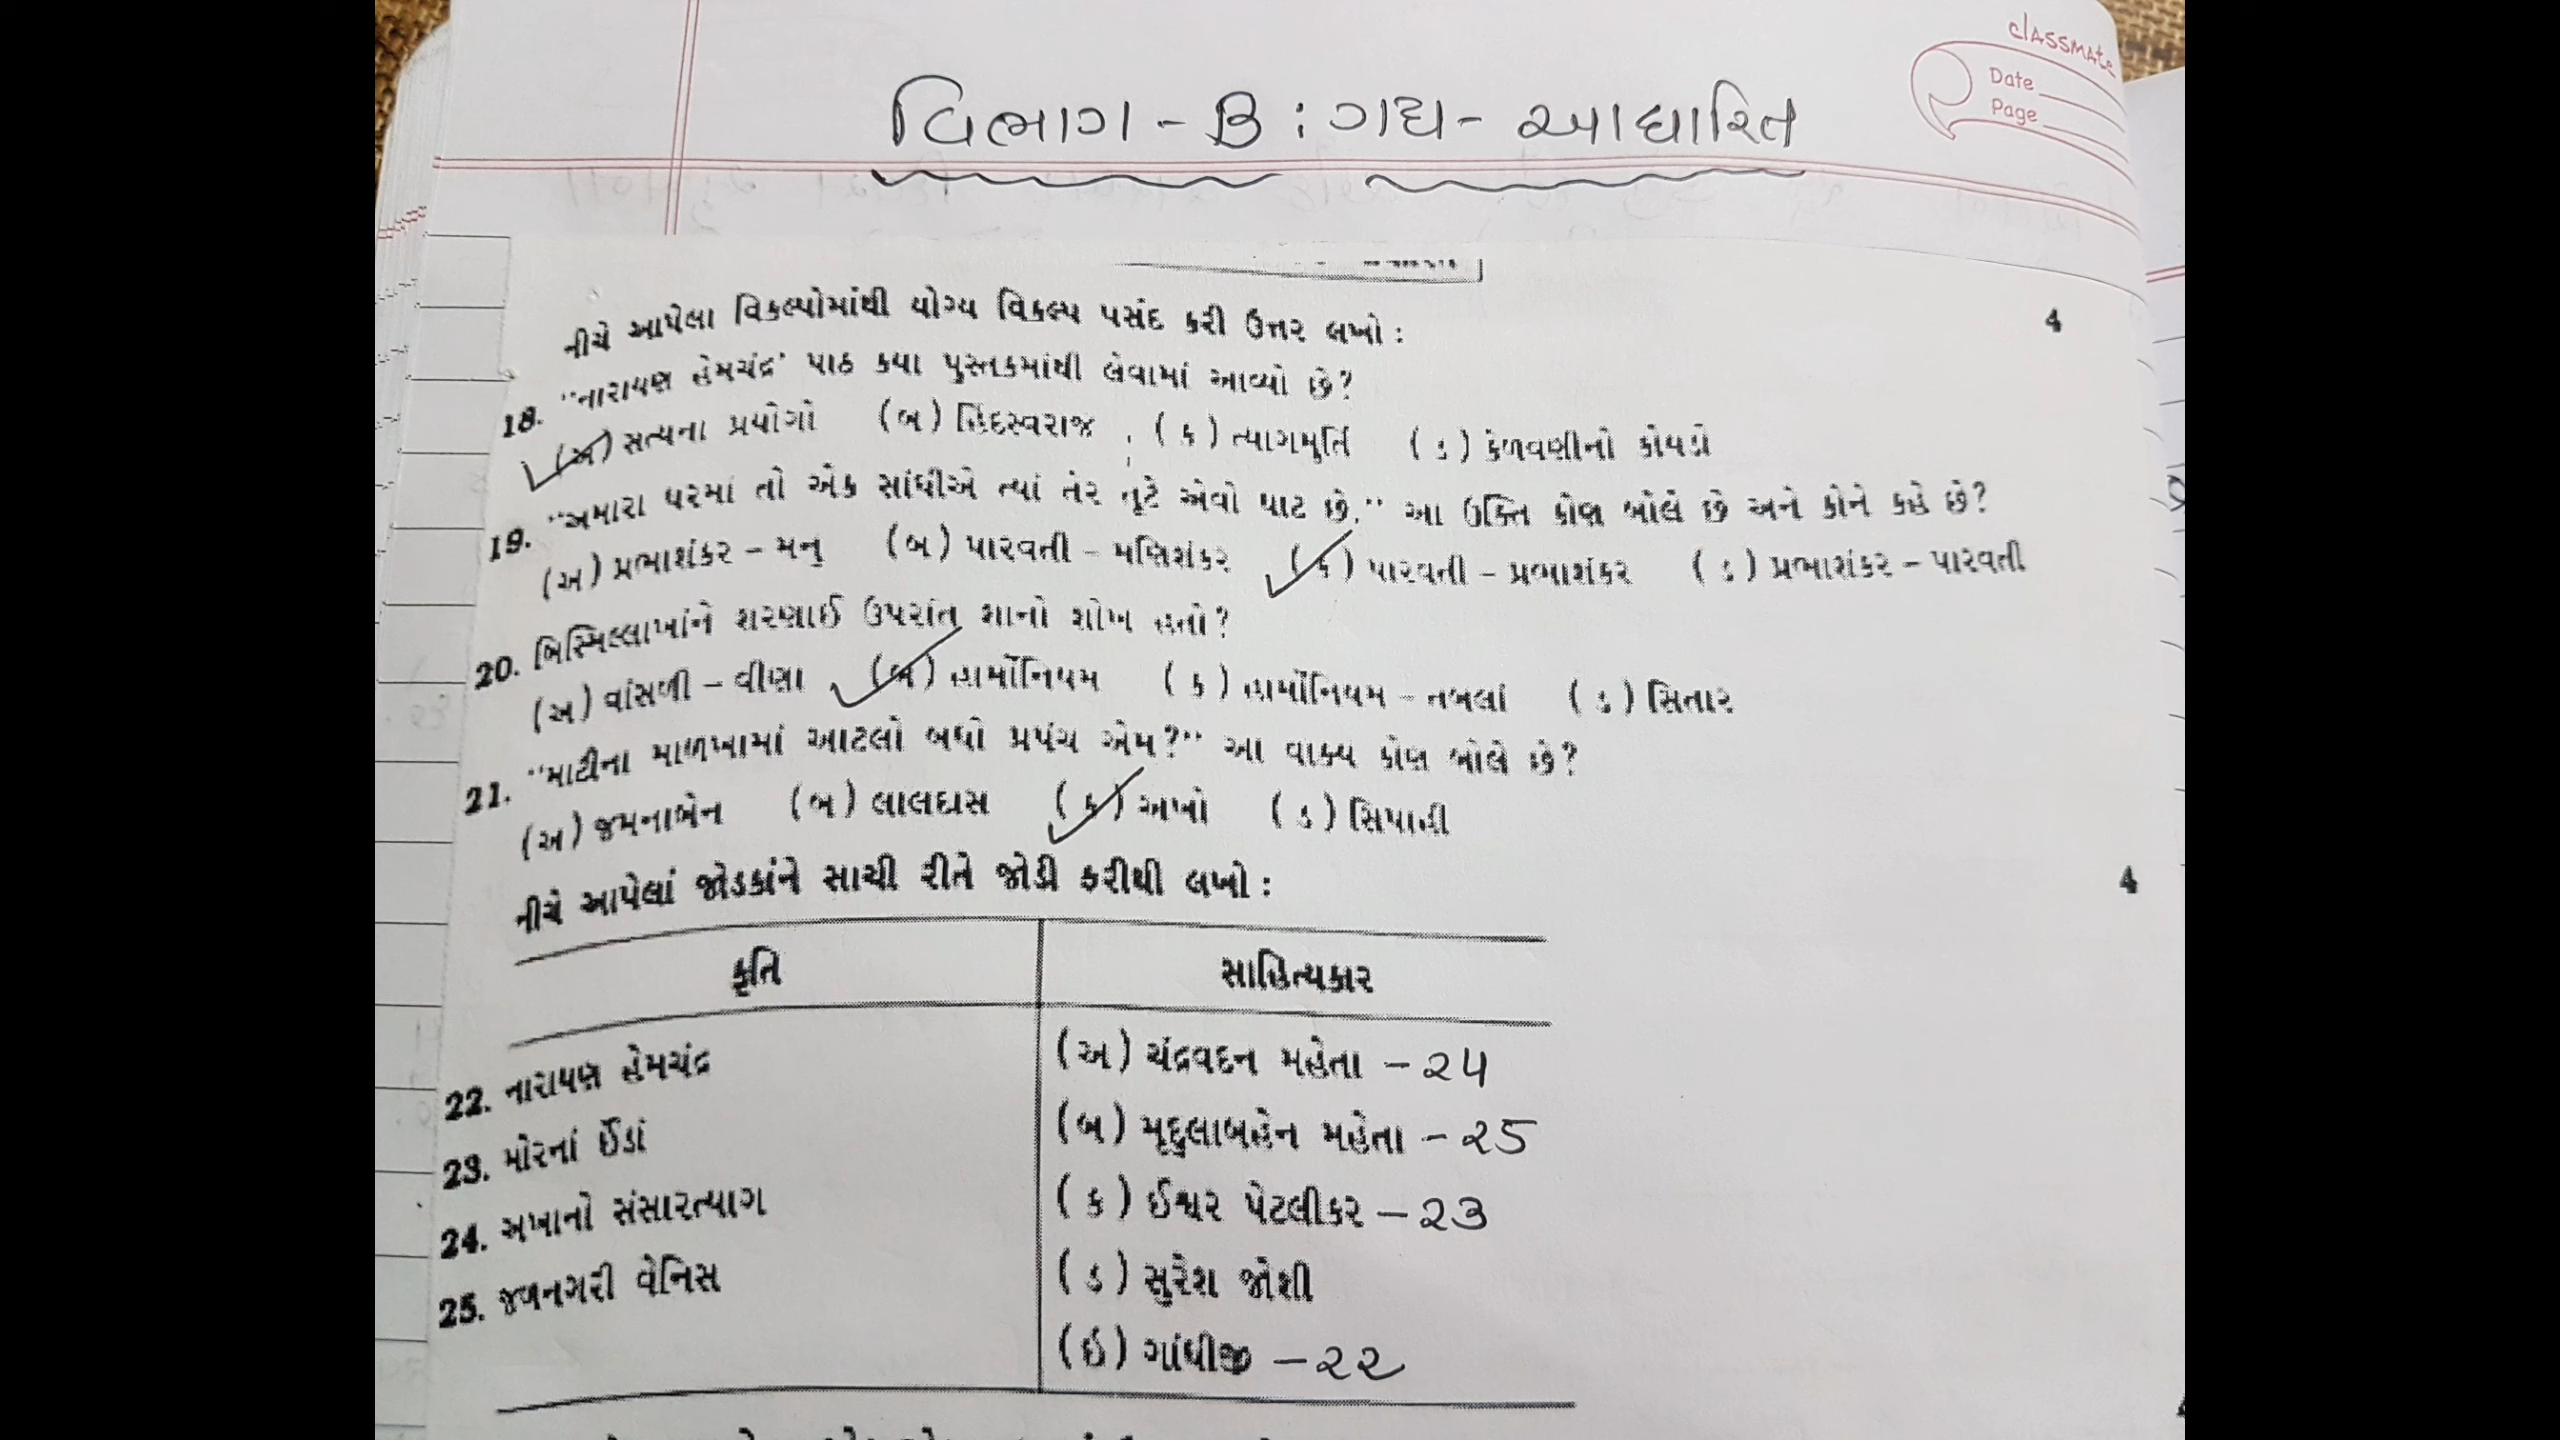 classmate
Date
Page
વિભાગ - B : ગદ્ય - આધારિત
નીચે આપેલા વિકલ્પોમાંથી યોગ્ય વિકલ્પ પસંદ કરી ઉત્તર લખો :
4
18. "નારાયણ હેમચંદ્ર' પાઠ કયા પુસ્તકમાંથી લેવામાં આવ્યો છે?
(અ) સત્યના પ્રયોગો (બ) હિંદસ્વરાજ (ક) ત્યાગમૂર્તિ (ડ) કેળવણીનો કોયડો
19. "અમારા ઘરમાં તો એક સાંધીએ ત્યાં તેર તૂટે એવો ઘાટ છે." આ ઉક્તિ કોણ બોલે છે અને કોને કહે છે?
(અ) પ્રભાશંકર – મનુ (બ) પારવતી – મણિશંકર (ક) પારવતી – પ્રભાશંકર (ડ) પ્રભાશંકર – પારવતી
20. બિસ્મિલ્લાખાંને શરણાઈ ઉપરાંત શાનો શોખ હતો?
(અ) વાંસળી – વીણા (બ) હાર્મોનિયમ (ક) હાર્મોનિયમ – તબલાં (ડ) સિતાર
21. "માટીના માળખામાં આટલો બધો પ્રપંચ એમ?" આ વાક્ય કોણ બોલે છે?
(અ) જમનાબેન (બ) લાલદાસ (ક) અખો (ડ) સિપાહી
નીચે આપેલાં જોડકાંને સાચી રીતે જોડી ફરીથી લખો :
4
કૃતિ સાહિત્યકાર
22. નારાયણ હેમચંદ્ર (અ) ચંદ્રવદન મહેતા – ૨૪
23. મોરનાં ઈંડાં (બ) મૃદુલાબહેન મહેતા – ૨૫
24. અખાનો સંસારત્યાગ (ક) ઈશ્વર પેટલીકર – ૨૩
25. જળનગરી વેનિસ (ડ) સુરેશ જોશી
(ઇ) ગાંધીજી – ૨૨